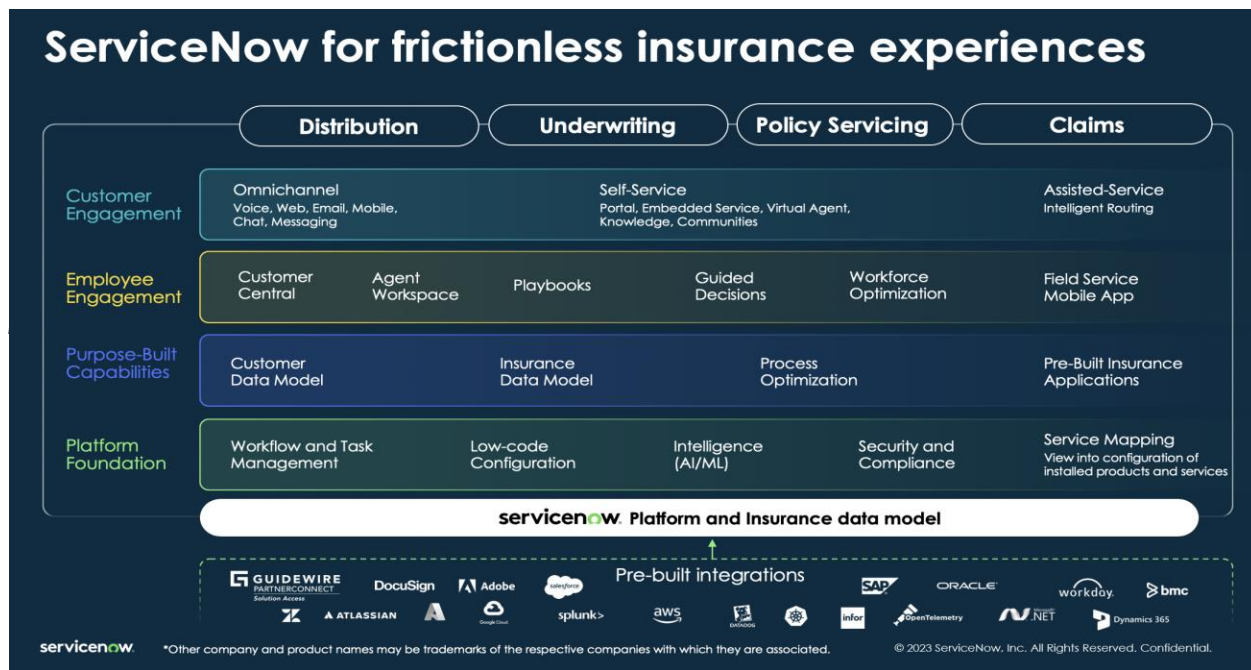 ServiceNow for frictionless insurance experiences
Distribution
Underwriting
Policy Servicing
Claims
Customer
Engagement
Omnichannel
Voice, Web, Email, Mobile,
Chat, Messaging
Self-Service
Portal, Embedded Service, Virtual Agent,
Knowledge, Communities
Assisted-Service
Intelligent Routing
Employee
Engagement
Customer
Central
Agent
Workspace
Playbooks
Guided
Decisions
Workforce
Optimization
Field Service
Mobile App
Purpose-Built
Capabilities
Customer
Data Model
Insurance
Data Model
Process
Optimization
Pre-Built Insurance
Applications
Platform
Foundation
Workflow and Task
Management
Low-code
Configuration
Intelligence
(AI/ML)
Security and
Compliance
Service Mapping
View into configuration of
installed products and services
servicenow. Platform and Insurance data model
Pre-built integrations
GUIDEWIRE
PARTNERCONNECT
Solution Access
DocuSign
Adobe
salesforce
SAP
ORACLE
workday.
bmc
ATLASSIAN
Google Cloud
splunk>
aws
DATADOG
infor
OpenTelemetry
Microsoft
.NET
Dynamics 365
servicenow.
*Other company and product names may be trademarks of the respective companies with which they are associated.
© 2023 ServiceNow, Inc. All Rights Reserved. Confidential.